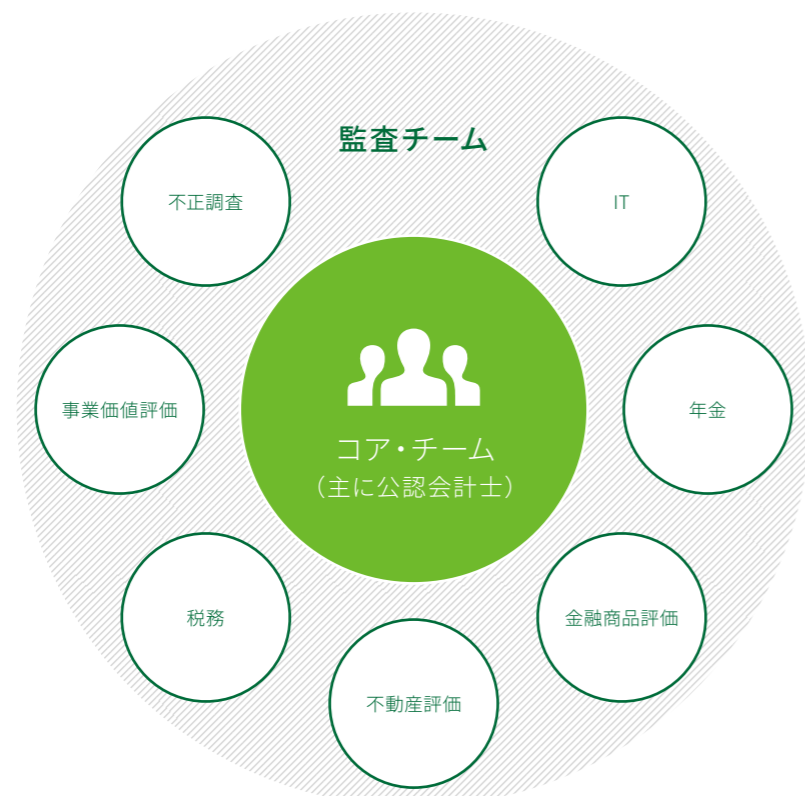 監査チーム
不正調査
IT
事業価値評価
コア・チーム
（主に公認会計士）
年金
税務
金融商品評価
不動産評価